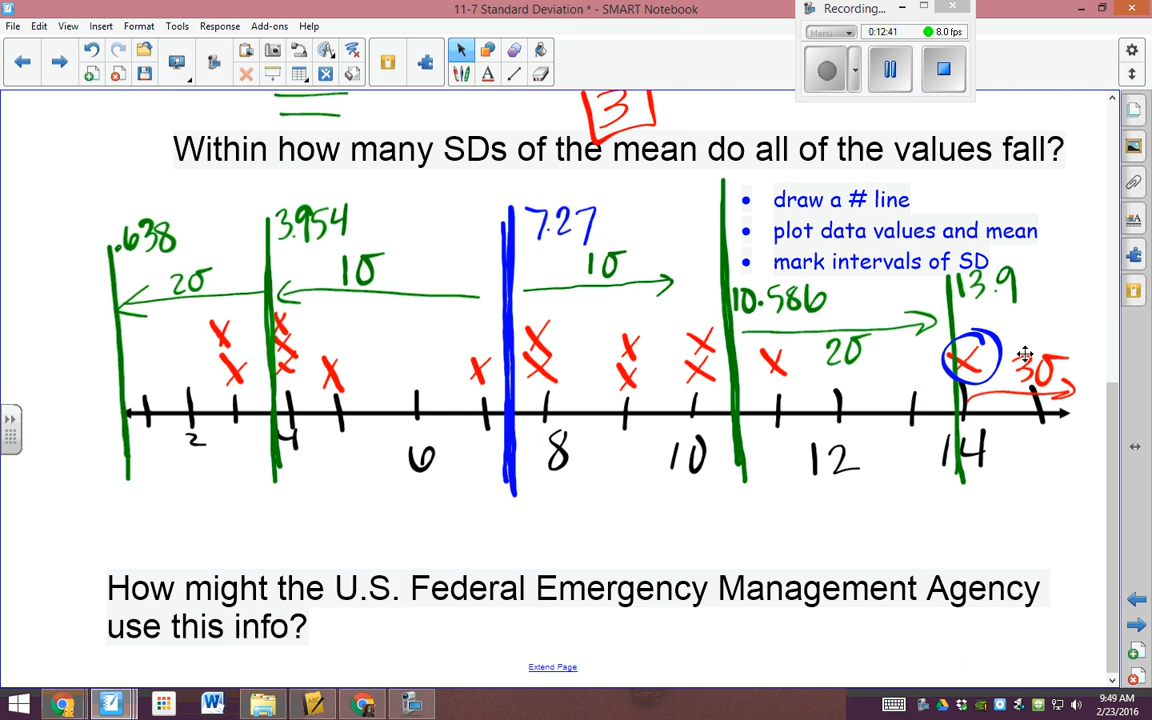 11-7 Standard Deviation * - SMART Notebook
Recording...
File Edit View Insert Format Tools Response Add-ons Help
Menu
0:12:41
8.0 fps
3
Within how many SDs of the mean do all of the values fall?
• draw a # line
• plot data values and mean
• mark intervals of SD
.638
3.954
7.27
10.586
13.9
2σ
1σ
1σ
2σ
3σ
x x x x x x x x x x x x x x x x
2 4 6 8 10 12 14
How might the U.S. Federal Emergency Management Agency
use this info?
Extend Page
9:49 AM
2/23/2016